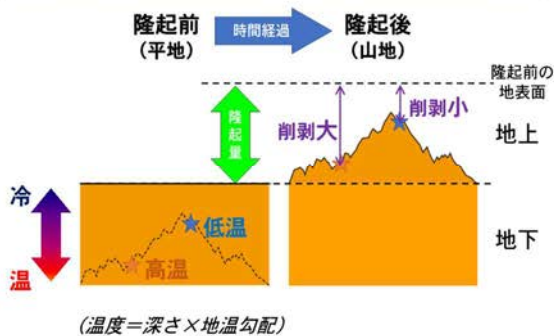 隆起前
(平地)
時間経過
隆起後
(山地)
隆起前の
地表面
隆起量
削剥大
削剥小
地上
冷
温
低温
高温
地下
(温度=深さ×地温勾配)